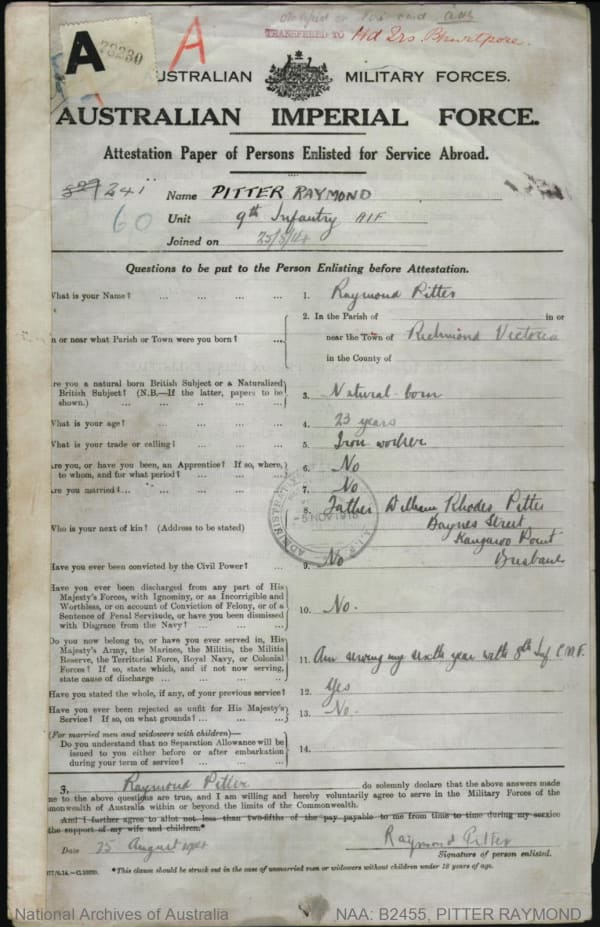 TRANSFERRED TO Hd Qrs.
A 73230 A
AUSTRALIAN MILITARY FORCES.
AUSTRALIAN IMPERIAL FORCE.
Attestation Paper of Persons Enlisted for Service Abroad.
241 Name PITTER RAYMOND
60 Unit 9th Infantry AIF
Joined on 25/8/14
Questions to be put to the Person Enlisting before Attestation.
What is your Name? ... ... ... ... 1. Raymond Pitter
2. In the Parish of in or
In or near what Parish or Town were you born? ... near the Town of Richmond Victoria
in the County of
Are you a natural born British Subject or a Naturalized
British Subject? (N.B.—If the latter, papers to be 3. Natural-born
shown.) ... ... ... ... ...
What is your age? ... ... ... ... 4. 23 years
What is your trade or calling? ... ... ... 5. Iron worker
Are you, or have you been, an Apprentice? If so, where, 6. No
to whom, and for what period? ... ... ...
Are you married?... ... ... ... ... 7. No
8. Father William Rhodes Pitter
Who is your next of kin? (Address to be stated) Baynes Street
Kangaroo Point
Brisbane
-5 NOV 1918
Have you ever been convicted by the Civil Power? ... 9. No
Have you ever been discharged from any part of His
Majesty's Forces, with Ignominy, or as Incorrigible and
Worthless, or on account of Conviction of Felony, or of a 10. No.
Sentence of Penal Servitude, or have you been dismissed
with Disgrace from the Navy? ... ... ...
Do you now belong to, or have you ever served in, His
Majesty's Army, the Marines, the Militia, the Militia
Reserve, the Territorial Force, Royal Navy, or Colonial 11. Am serving my sixth year with 8th Inf C.M.F.
Forces? If so, state which, and if not now serving,
state cause of discharge ... ... ... ...
Have you stated the whole, if any, of your previous service? 12. Yes
Have you ever been rejected as unfit for His Majesty's 13. No.
Service? If so, on what grounds? ... ... ...
(For married men and widowers with children)—
Do you understand that no Separation Allowance will be 14.
issued to you either before or after embarkation
during your term of service? ... ... ...
3. Raymond Pitter do solemnly declare that the above answers made
me to the above questions are true, and I am willing and hereby voluntarily agree to serve in the Military Forces of the
monwealth of Australia within or beyond the limits of the Commonwealth.
And I further agree to allot not less than two-fifths of the pay payable to me from time to time during my service
the support of my wife and children.*
Date 25 August 1914 Raymond Pitter
Signature of person enlisted.
*This clause should be struck out in the case of unmarried men or widowers without children under 18 years of age.
National Archives of Australia NAA: B2455, PITTER RAYMOND